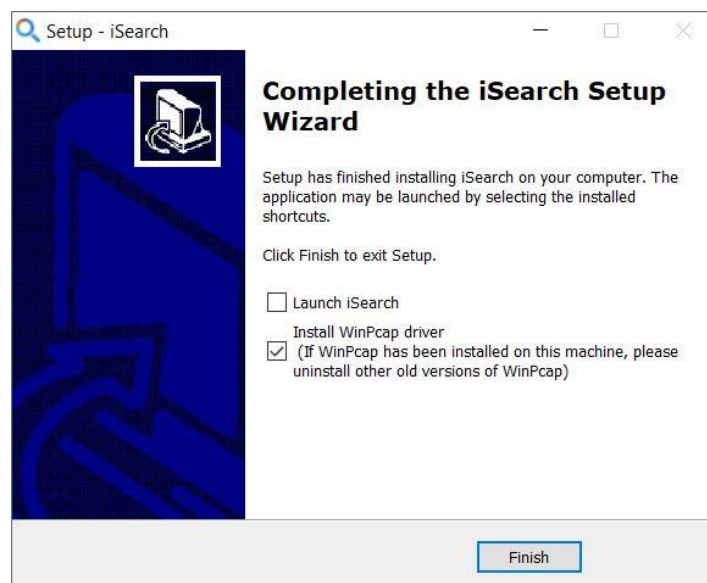 Setup - iSearch
Completing the iSearch Setup
Wizard
Setup has finished installing iSearch on your computer. The
application may be launched by selecting the installed
shortcuts.
Click Finish to exit Setup.
Launch iSearch
Install WinPcap driver
(If WinPcap has been installed on this machine, please
uninstall other old versions of WinPcap)
Finish